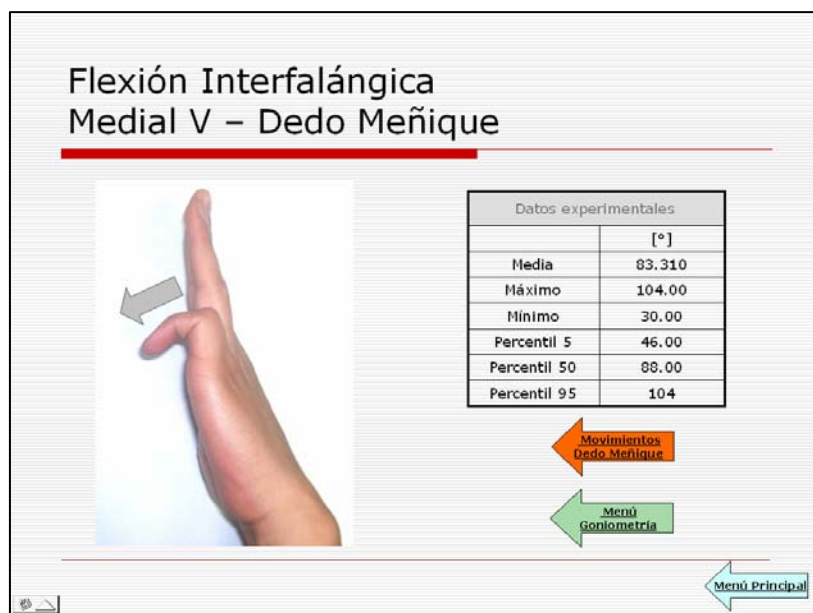 Flexión Interfalángica
Medial V – Dedo Meñique
Datos experimentales
[°]
Media 83.310
Máximo 104.00
Mínimo 30.00
Percentil 5 46.00
Percentil 50 88.00
Percentil 95 104
Movimientos
Dedo Meñique
Menú
Goniometría
Menú Principal